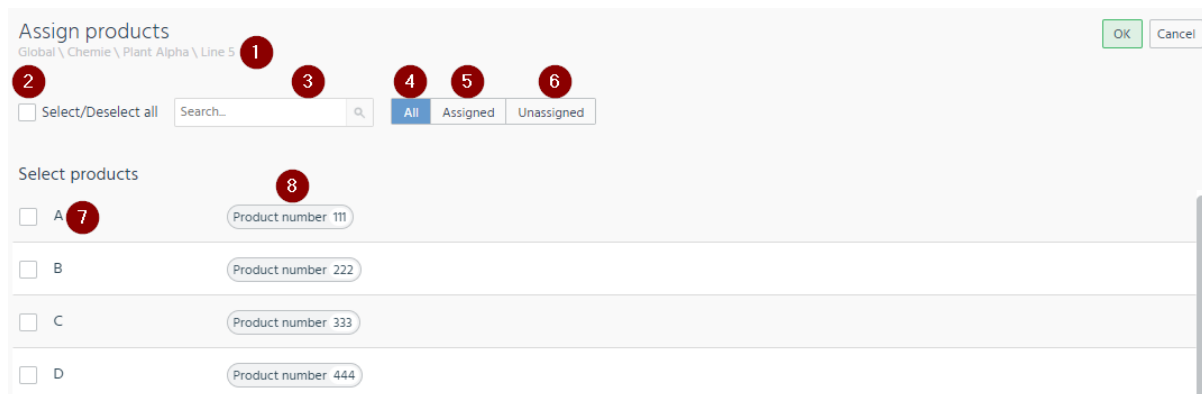 Assign products
OK Cancel
Global \ Chemie \ Plant Alpha \ Line 5 1
2 3 4 5 6
Select/Deselect all Search... All Assigned Unassigned
Select products
8
A 7 Product number 111
B Product number 222
C Product number 333
D Product number 444